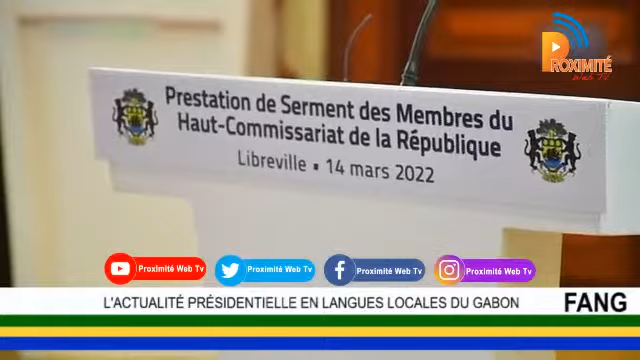 PROXIMITÉ
Web TV
Prestation de Serment des Membres du
Haut-Commissariat de la République
Libreville ▪ 14 mars 2022
Proximité Web Tv
Proximité Web Tv
Proximité Web Tv
Proximité Web Tv
L'ACTUALITÉ PRÉSIDENTIELLE EN LANGUES LOCALES DU GABON
FANG